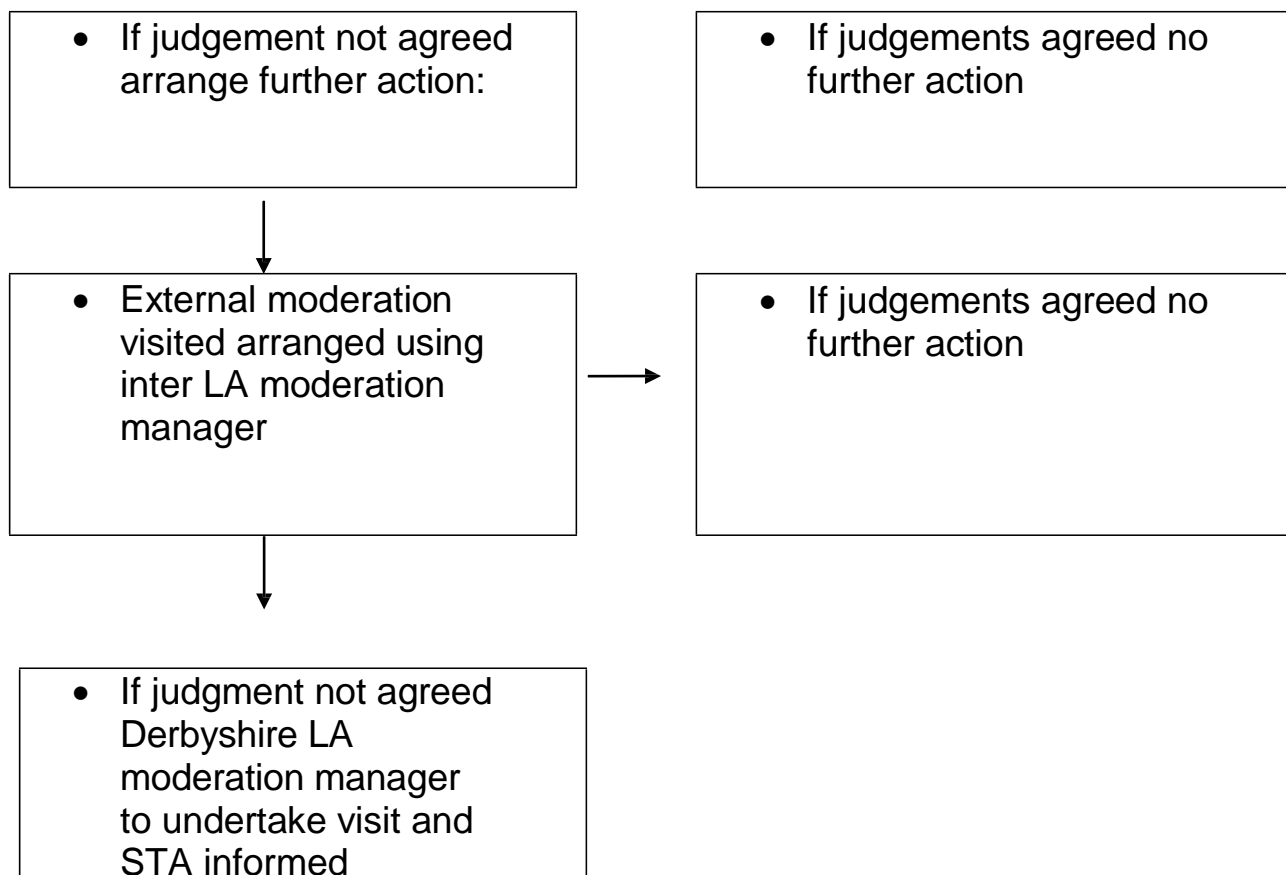 • If judgement not agreed
arrange further action:
• If judgements agreed no
further action
• External moderation
visited arranged using
inter LA moderation
manager
• If judgements agreed no
further action
• If judgment not agreed
Derbyshire LA
moderation manager
to undertake visit and
STA informed